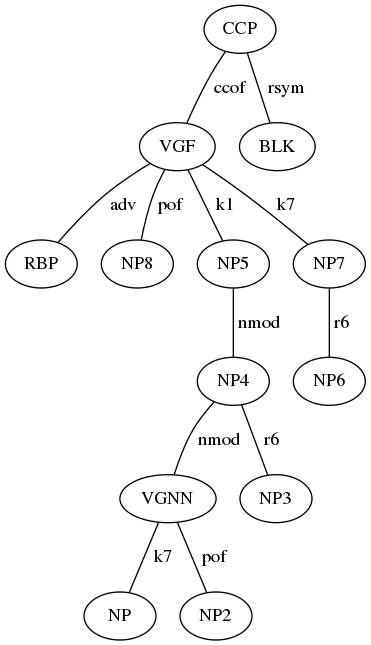 CCP
ccof rsym
VGF BLK
adv pof k1 k7
RBP NP8 NP5 NP7
nmod r6
NP4 NP6
nmod r6
VGNN NP3
k7 pof
NP NP2